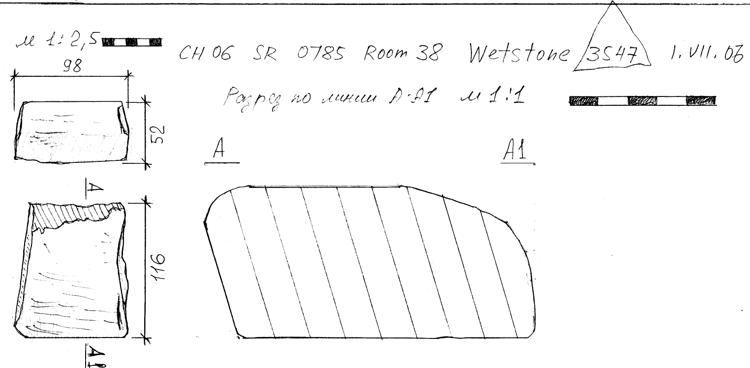 м 1:2,5
CH 06 SR 0785 Room 38 Wetstone 3547 1.VII.06
Разрез по линии А-А1 м 1:1
98
52
A
A1
A
116
A1